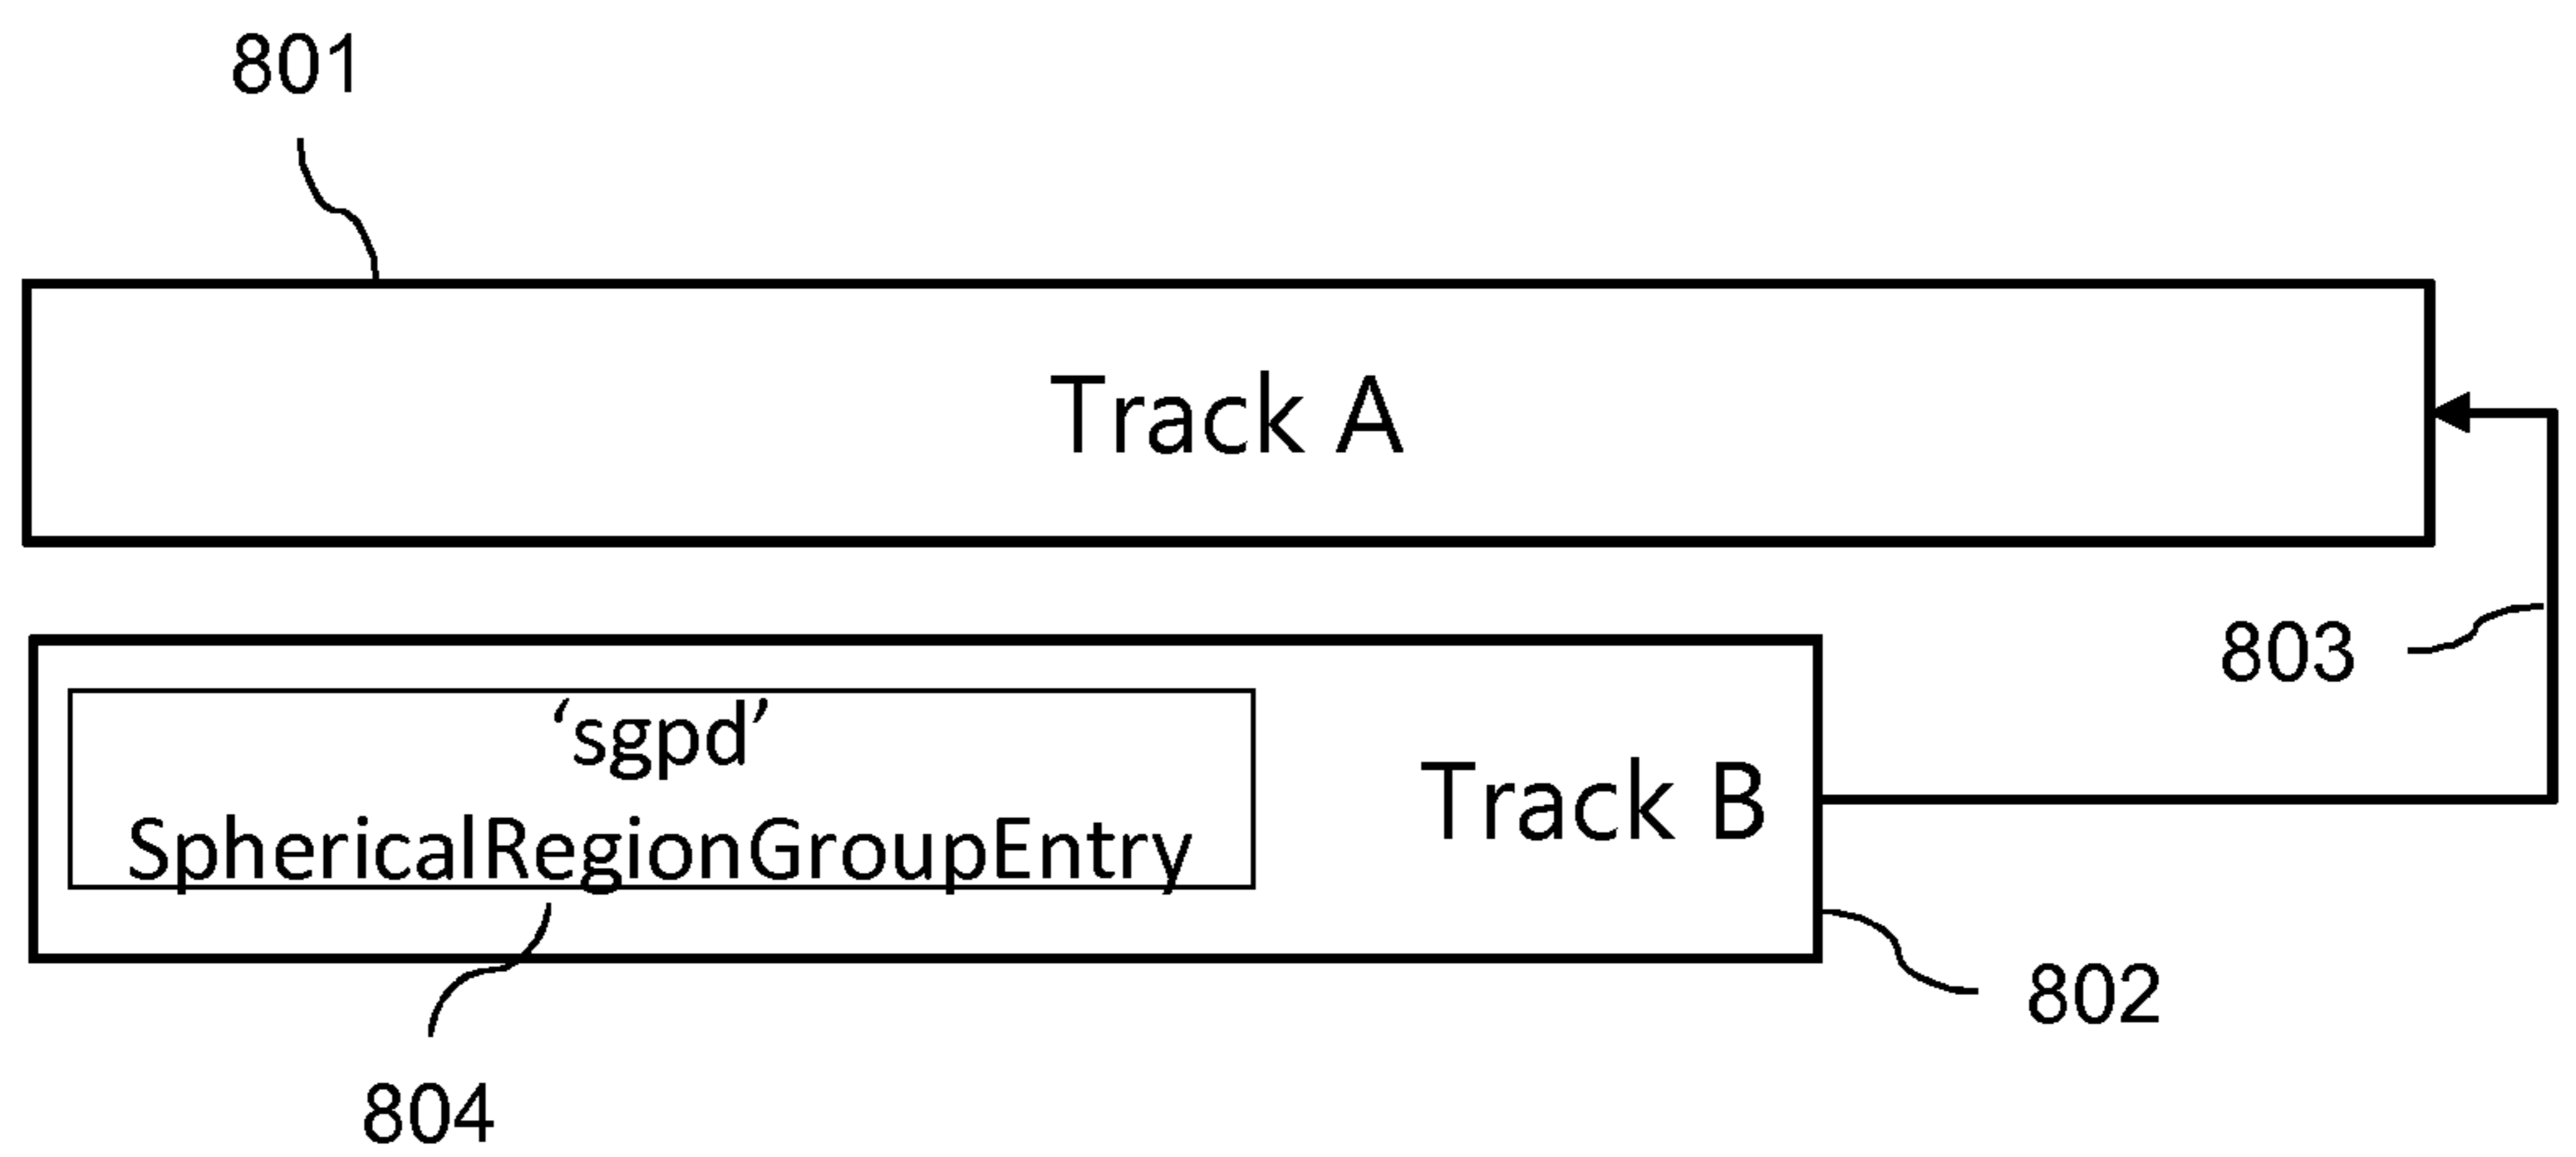 801
Track A
803
‘sgpd’
SphericalRegionGroupEntry
Track B
802
804